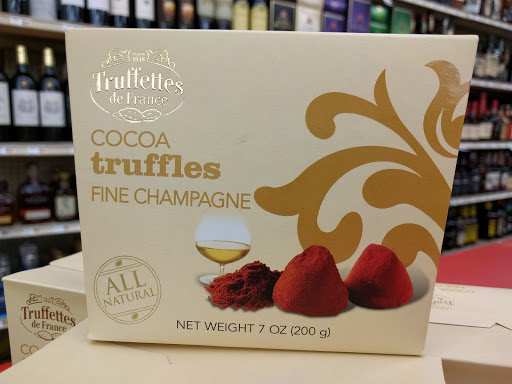 Truffettes
de France
COCOA
truffles
FINE CHAMPAGNE
ALL
NATURAL
NET WEIGHT 7 OZ (200 g)
Truffettes
de France